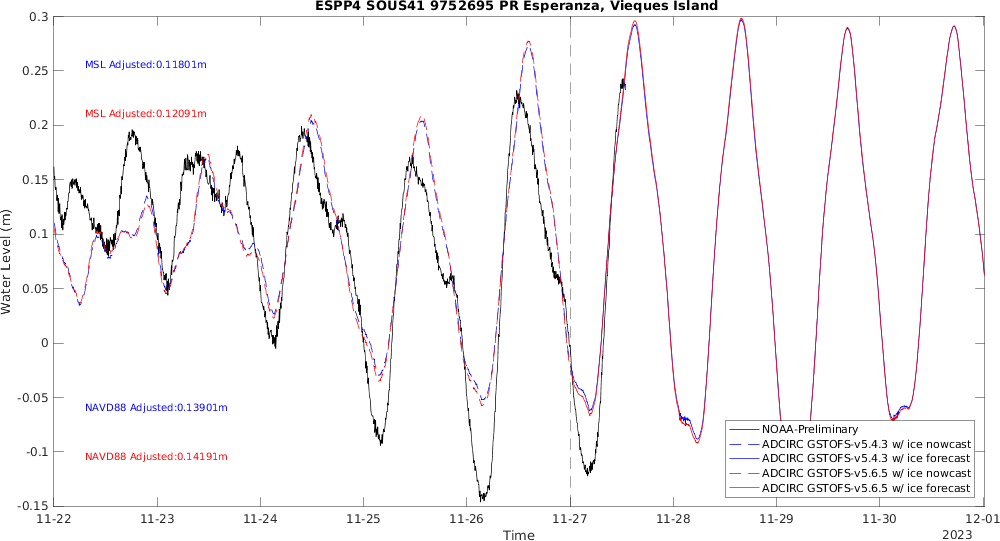 ESPP4 SOUS41 9752695 PR Esperanza, Vieques Island
0.3
0.25
0.2
0.15
0.1
0.05
0
-0.05
-0.1
-0.15
Water Level (m)
MSL Adjusted:0.11801m
MSL Adjusted:0.12091m
NAVD88 Adjusted:0.13901m
NAVD88 Adjusted:0.14191m
NOAA-Preliminary
ADCIRC GSTOFS-v5.4.3 w/ ice nowcast
ADCIRC GSTOFS-v5.4.3 w/ ice forecast
ADCIRC GSTOFS-v5.6.5 w/ ice nowcast
ADCIRC GSTOFS-v5.6.5 w/ ice forecast
11-22 11-23 11-24 11-25 11-26 11-27 11-28 11-29 11-30 12-01
Time
2023